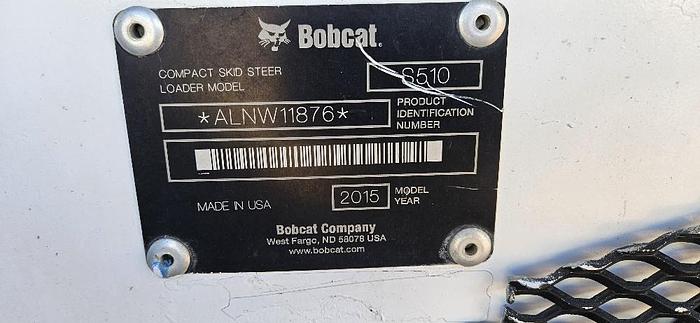 Bobcat.
COMPACT SKID STEER
LOADER MODEL
S510
*ALNW11876*
PRODUCT
IDENTIFICATION
NUMBER
MADE IN USA
2015
MODEL
YEAR
Bobcat Company
West Fargo, ND 58078 USA
www.bobcat.com